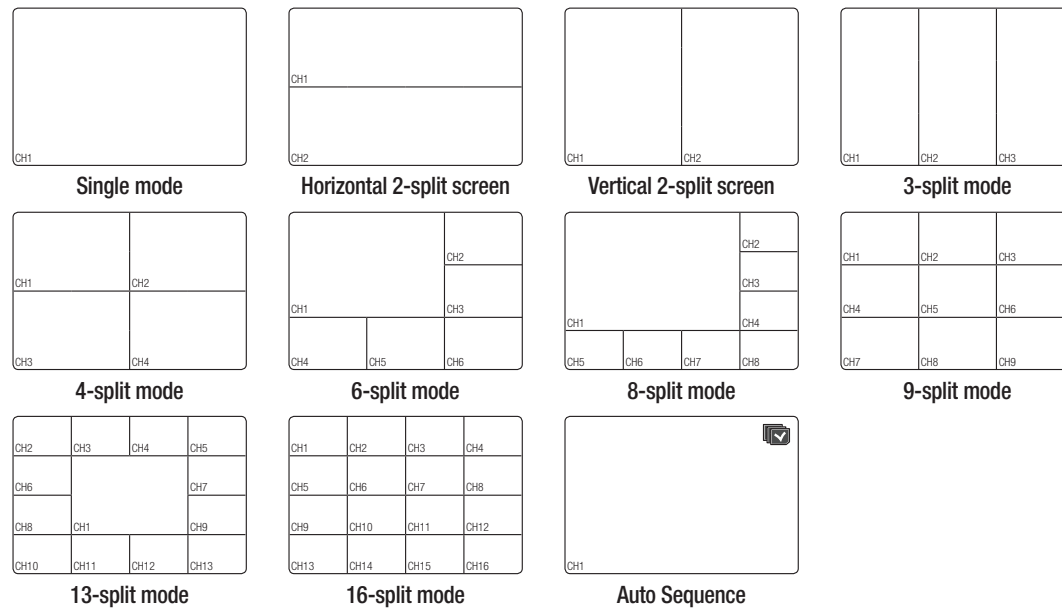 CH1
Single mode
CH1
CH2
Horizontal 2-split screen
CH1 CH2
Vertical 2-split screen
CH1 CH2 CH3
3-split mode
CH1 CH2
CH3 CH4
4-split mode
CH2
CH1 CH3
CH4 CH5 CH6
6-split mode
CH2
CH3
CH1 CH4
CH5 CH6 CH7 CH8
8-split mode
CH1 CH2 CH3
CH4 CH5 CH6
CH7 CH8 CH9
9-split mode
CH2 CH3 CH4 CH5
CH6 CH7
CH8 CH1 CH9
CH10 CH11 CH12 CH13
13-split mode
CH1 CH2 CH3 CH4
CH5 CH6 CH7 CH8
CH9 CH10 CH11 CH12
CH13 CH14 CH15 CH16
16-split mode
CH1
Auto Sequence